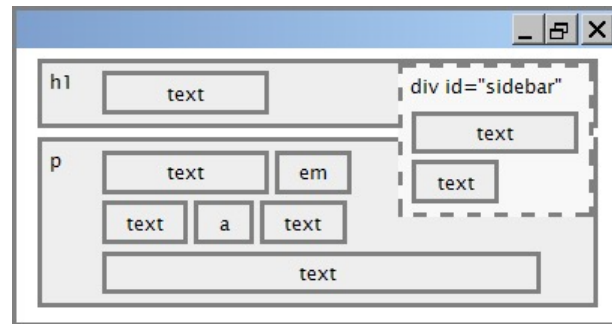 h1 text
div id="sidebar"
text
text
p text em
text a text
text